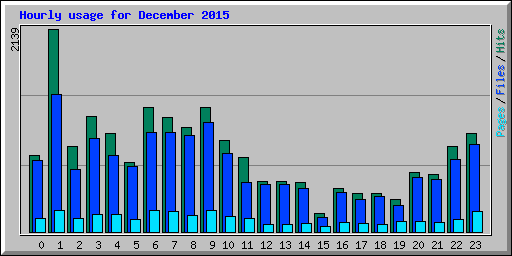 Hourly usage for December 2015
2139
Pages/Files/Hits
0 1 2 3 4 5 6 7 8 9 10 11 12 13 14 15 16 17 18 19 20 21 22 23